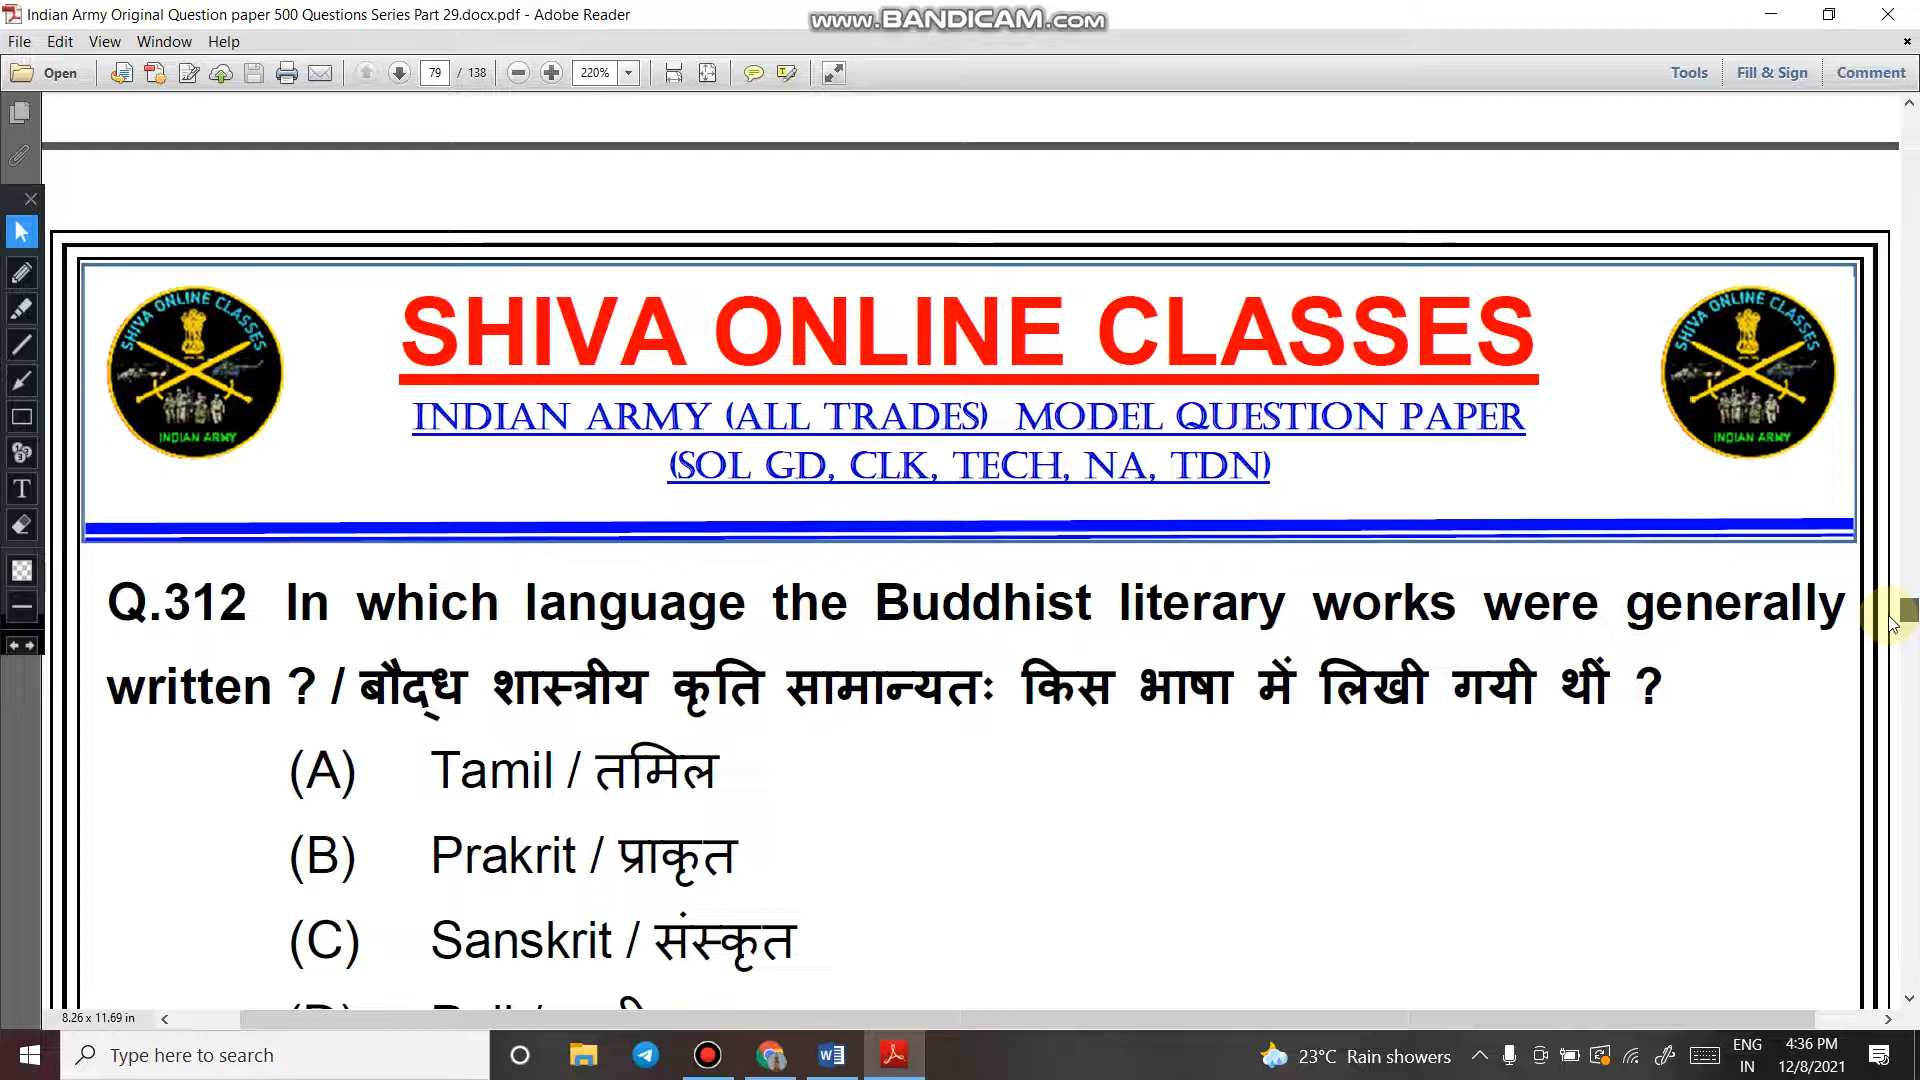 Indian Army Original Question paper 500 Questions Series Part 29.docx.pdf - Adobe Reader
www.BANDICAM.com
File Edit View Window Help
Open 79 / 138 220% Tools Fill & Sign Comment
SHIVA ONLINE CLASSES
INDIAN ARMY
SHIVA ONLINE CLASSES
INDIAN ARMY
SHIVA ONLINE CLASSES
INDIAN ARMY (ALL TRADES) MODEL QUESTION PAPER
(SOL GD, CLK, TECH, NA, TDN)
Q.312 In which language the Buddhist literary works were generally
written ? / बौद्ध शास्त्रीय कृति सामान्यतः किस भाषा में लिखी गयी थीं ?
(A) Tamil / तमिल
(B) Prakrit / प्राकृत
(C) Sanskrit / संस्कृत
8.26 x 11.69 in
Type here to search
23°C Rain showers
ENG
IN
4:36 PM
12/8/2021